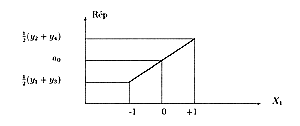 Rép
½(y₂ + y₄)
a₀
½(y₁ + y₃)
-1 0 +1 X₁